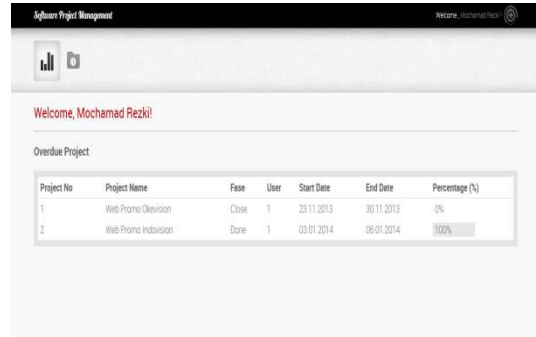 Software Project Management
Welcome, Mochamad Rezki!
Welcome, Mochamad Rezki!
Overdue Project
Project No Project Name Fase User Start Date End Date Percentage (%)
1 Web Promo Okevision Close 1 23.11.2013 30.11.2013 0%
2 Web Promo Indovision Done 1 03.01.2014 06.01.2014 100%